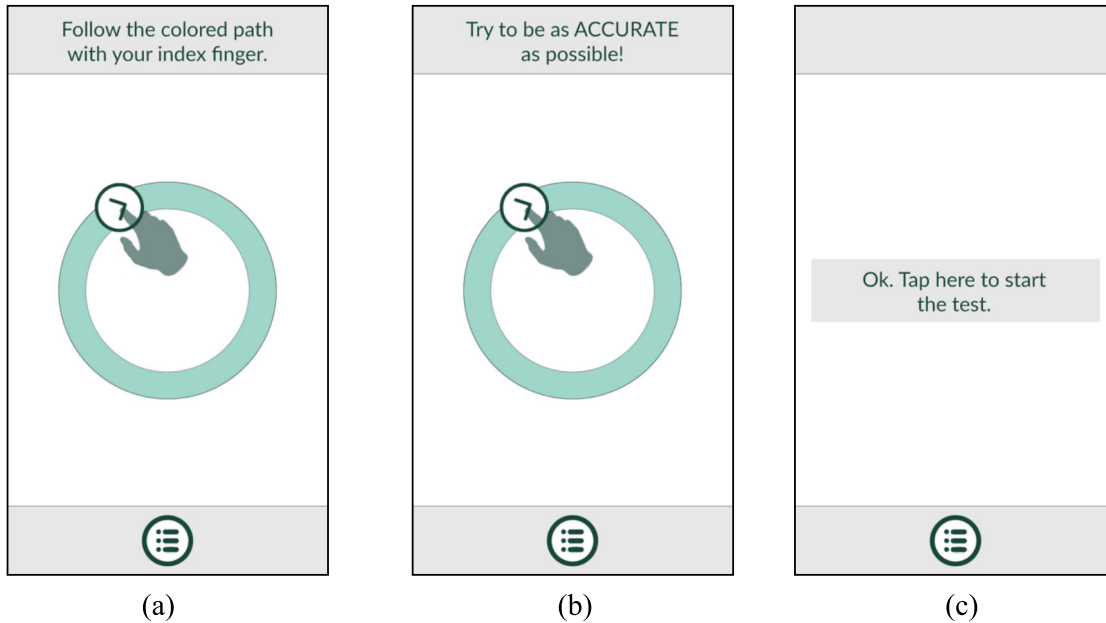 Follow the colored path
with your index finger.
Try to be as ACCURATE
as possible!
Ok. Tap here to start
the test.
(a)
(b)
(c)